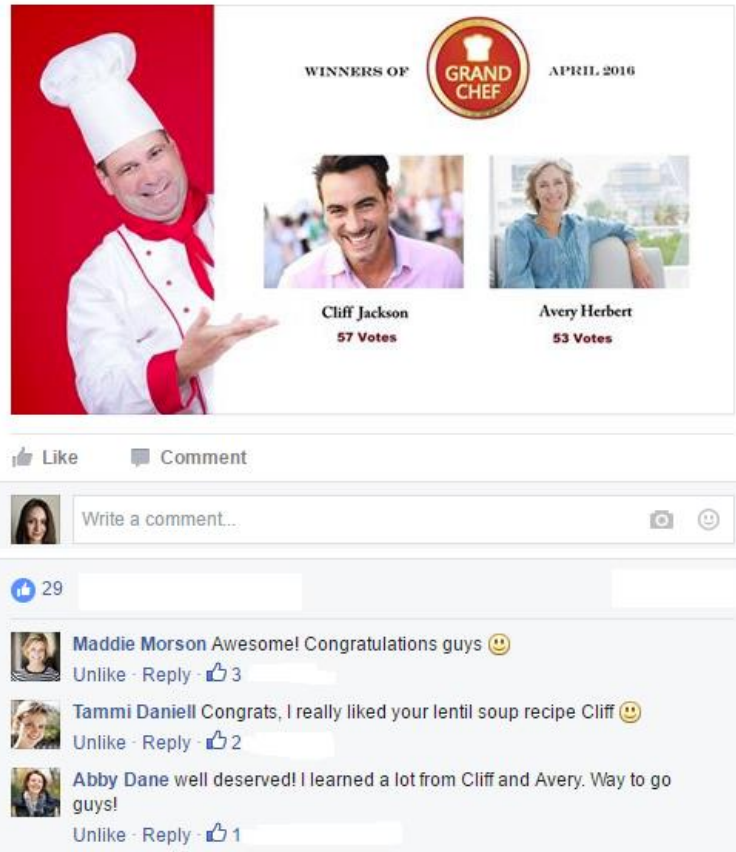 WINNERS OF
GRAND
CHEF
APRIL 2016
Cliff Jackson
57 Votes
Avery Herbert
53 Votes
Like
Comment
Write a comment...
29
Maddie Morson Awesome! Congratulations guys
Unlike · Reply · 3
Tammi Daniell Congrats, I really liked your lentil soup recipe Cliff
Unlike · Reply · 2
Abby Dane well deserved! I learned a lot from Cliff and Avery. Way to go
guys!
Unlike · Reply · 1